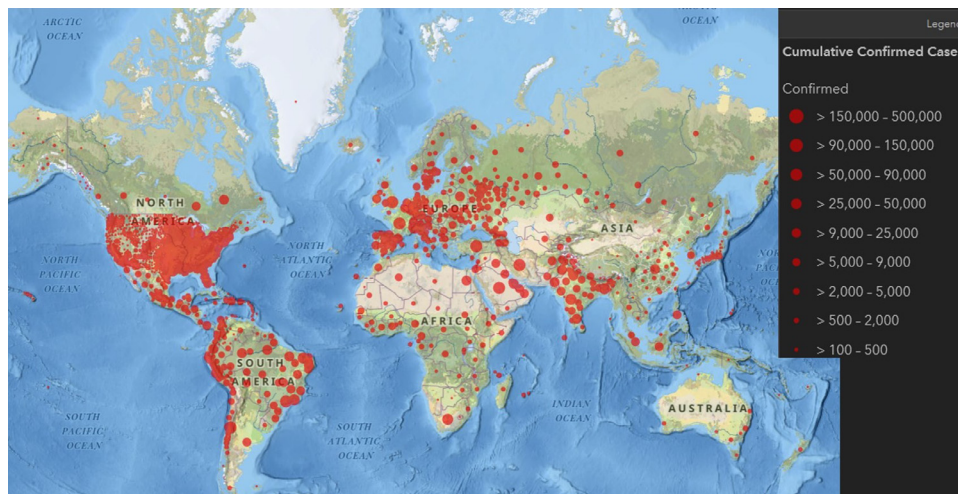 ARCTIC
OCEAN
ARCTIC
OCEAN
Legen
Cumulative Confirmed Case
Confirmed
> 150,000 – 500,000
> 90,000 – 150,000
> 50,000 – 90,000
> 25,000 – 50,000
> 9,000 – 25,000
> 5,000 – 9,000
> 2,000 – 5,000
> 500 – 2,000
> 100 – 500
NORTH
AMERICA
EUROPE
ASIA
NORTH
PACIFIC
OCEAN
NORTH
ATLANTIC
OCEAN
AFRICA
SOUTH
AMERICA
INDIAN
OCEAN
AUSTRALIA
SOUTH
PACIFIC
OCEAN
SOUTH
ATLANTIC
OCEAN